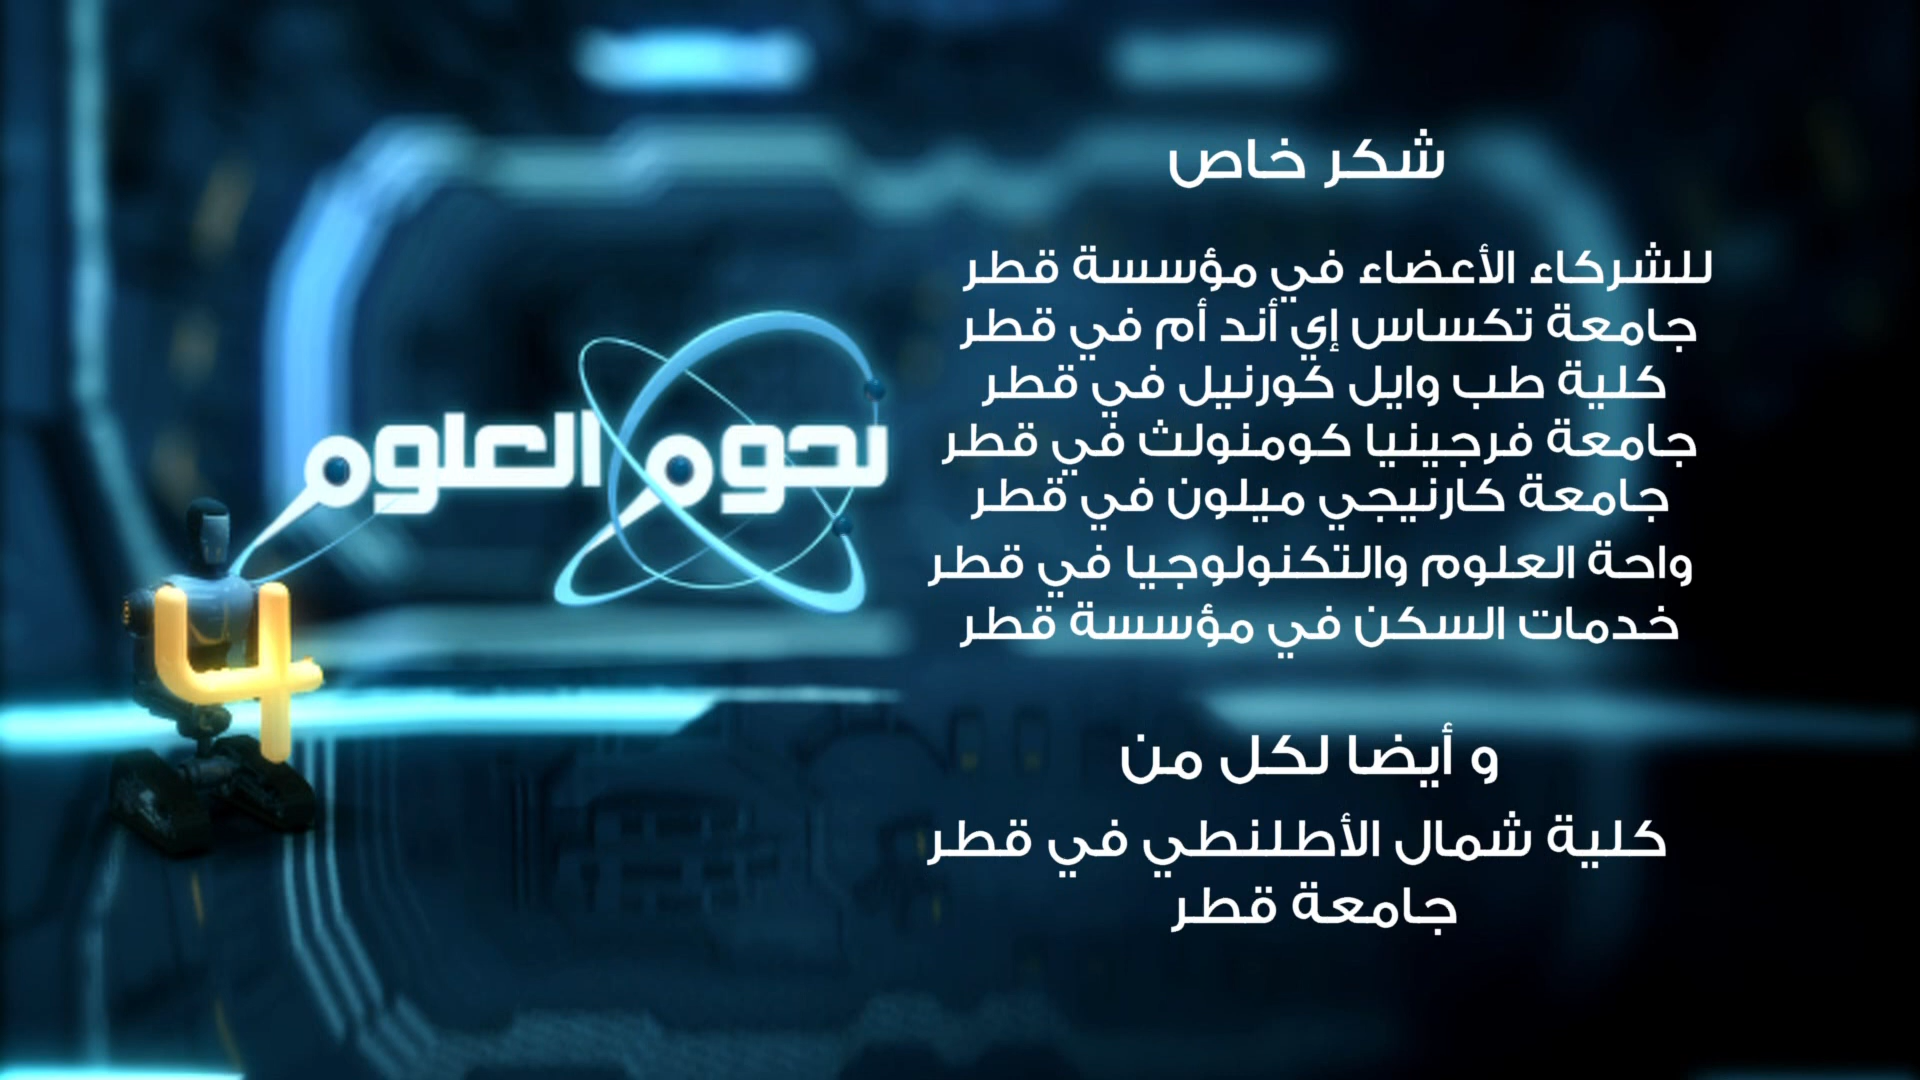 شكر خاص
للشركاء الأعضاء في مؤسسة قطر
جامعة تكساس إي أند أم في قطر
كلية طب وايل كورنيل في قطر
جامعة فرجينيا كومنولث في قطر
جامعة كارنيجي ميلون في قطر
واحة العلوم والتكنولوجيا في قطر
خدمات السكن في مؤسسة قطر
و أيضا لكل من
كلية شمال الأطلنطي في قطر
جامعة قطر
نجوم العلوم
4